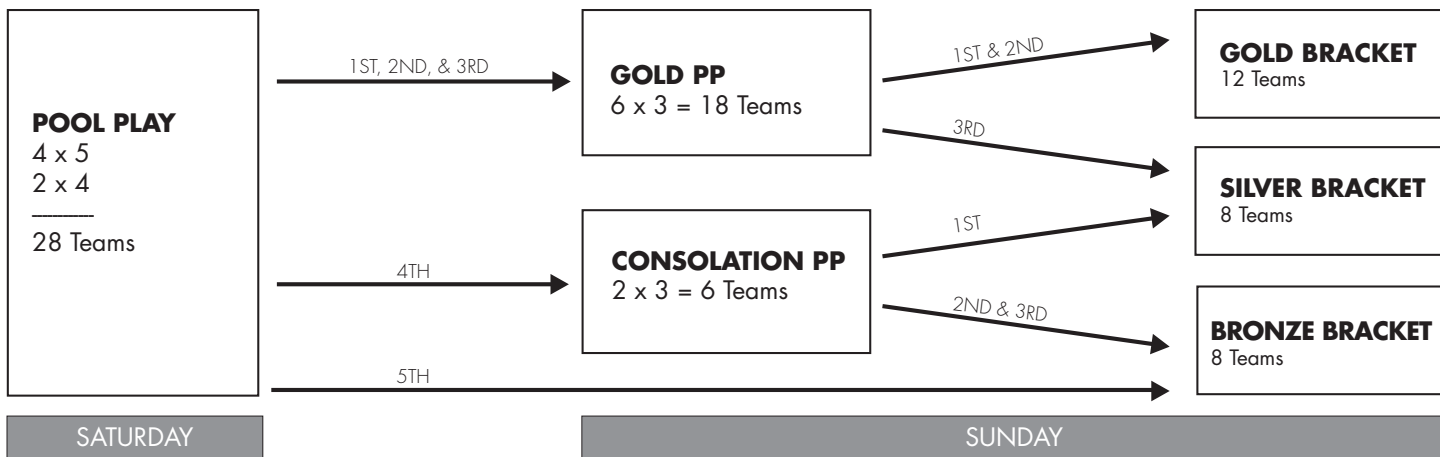 POOL PLAY
4 x 5
2 x 4
28 Teams
1ST, 2ND, & 3RD
4TH
5TH
GOLD PP
6 x 3 = 18 Teams
CONSOLATION PP
2 x 3 = 6 Teams
1ST & 2ND
3RD
1ST
2ND & 3RD
GOLD BRACKET
12 Teams
SILVER BRACKET
8 Teams
BRONZE BRACKET
8 Teams
SATURDAY
SUNDAY